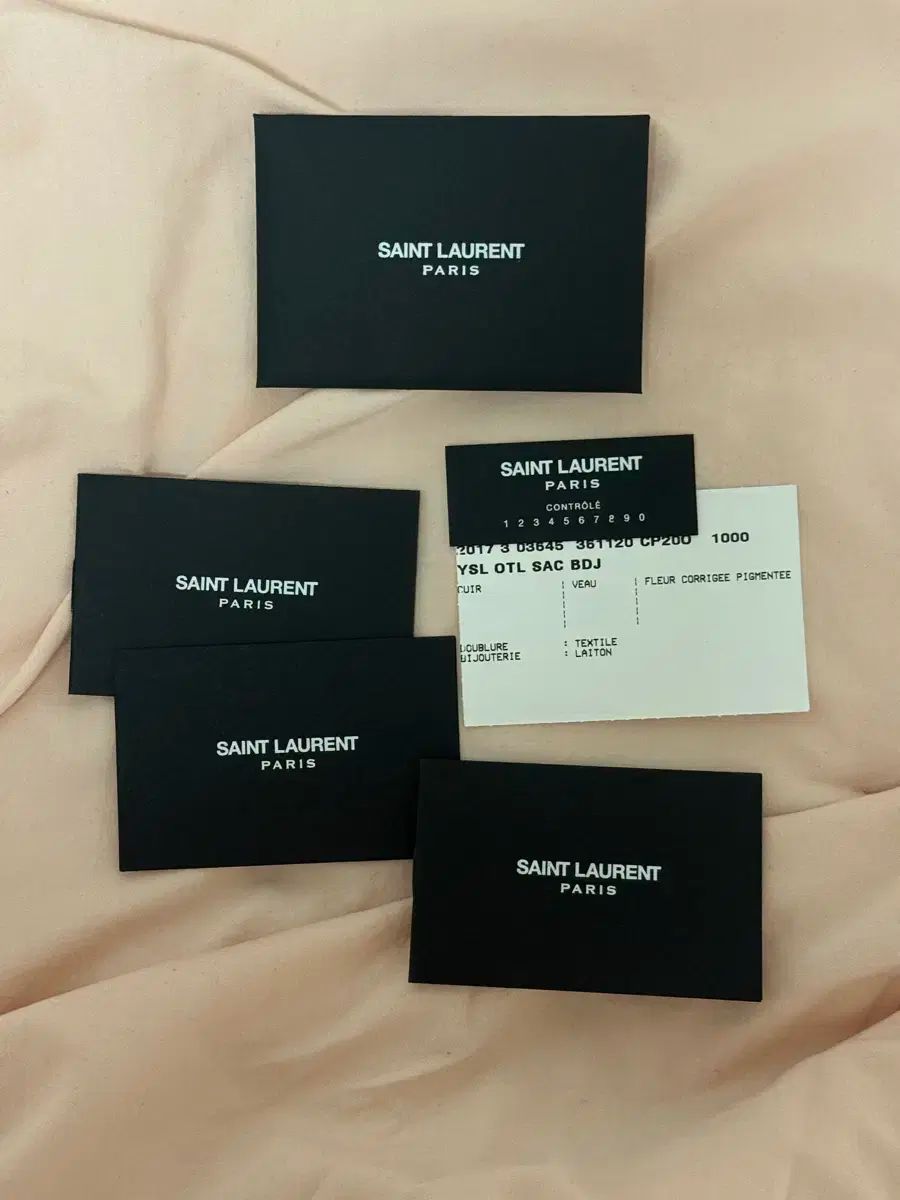 SAINT LAURENT
PARIS
SAINT LAURENT
PARIS
CONTRÔLÉ
1 2 3 4 5 6 7 8 9 0
2017 3 03645 361120 CP200 1000
YSL OTL SAC BDJ
CUIR ¦ VEAU ¦ FLEUR CORRIGEE PIGMENTEE
DOUBLURE : TEXTILE
BIJOUTERIE : LAITON
SAINT LAURENT
PARIS
SAINT LAURENT
PARIS
SAINT LAURENT
PARIS